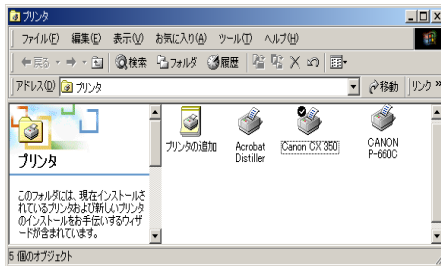 プリンタ
ファイル(F) 編集(E) 表示(V) お気に入り(A) ツール(T) ヘルプ(H)
戻る 検索 フォルダ 履歴
アドレス(D) プリンタ 移動 リンク »
プリンタ
このフォルダには、現在インストールさ
れているプリンタおよび新しいプリンタ
のインストールをお手伝いするウィザ
ードが含まれています。
プリンタの追加
Acrobat
Distiller
Canon CX 350
CANON
P-660C
5 個のオブジェクト